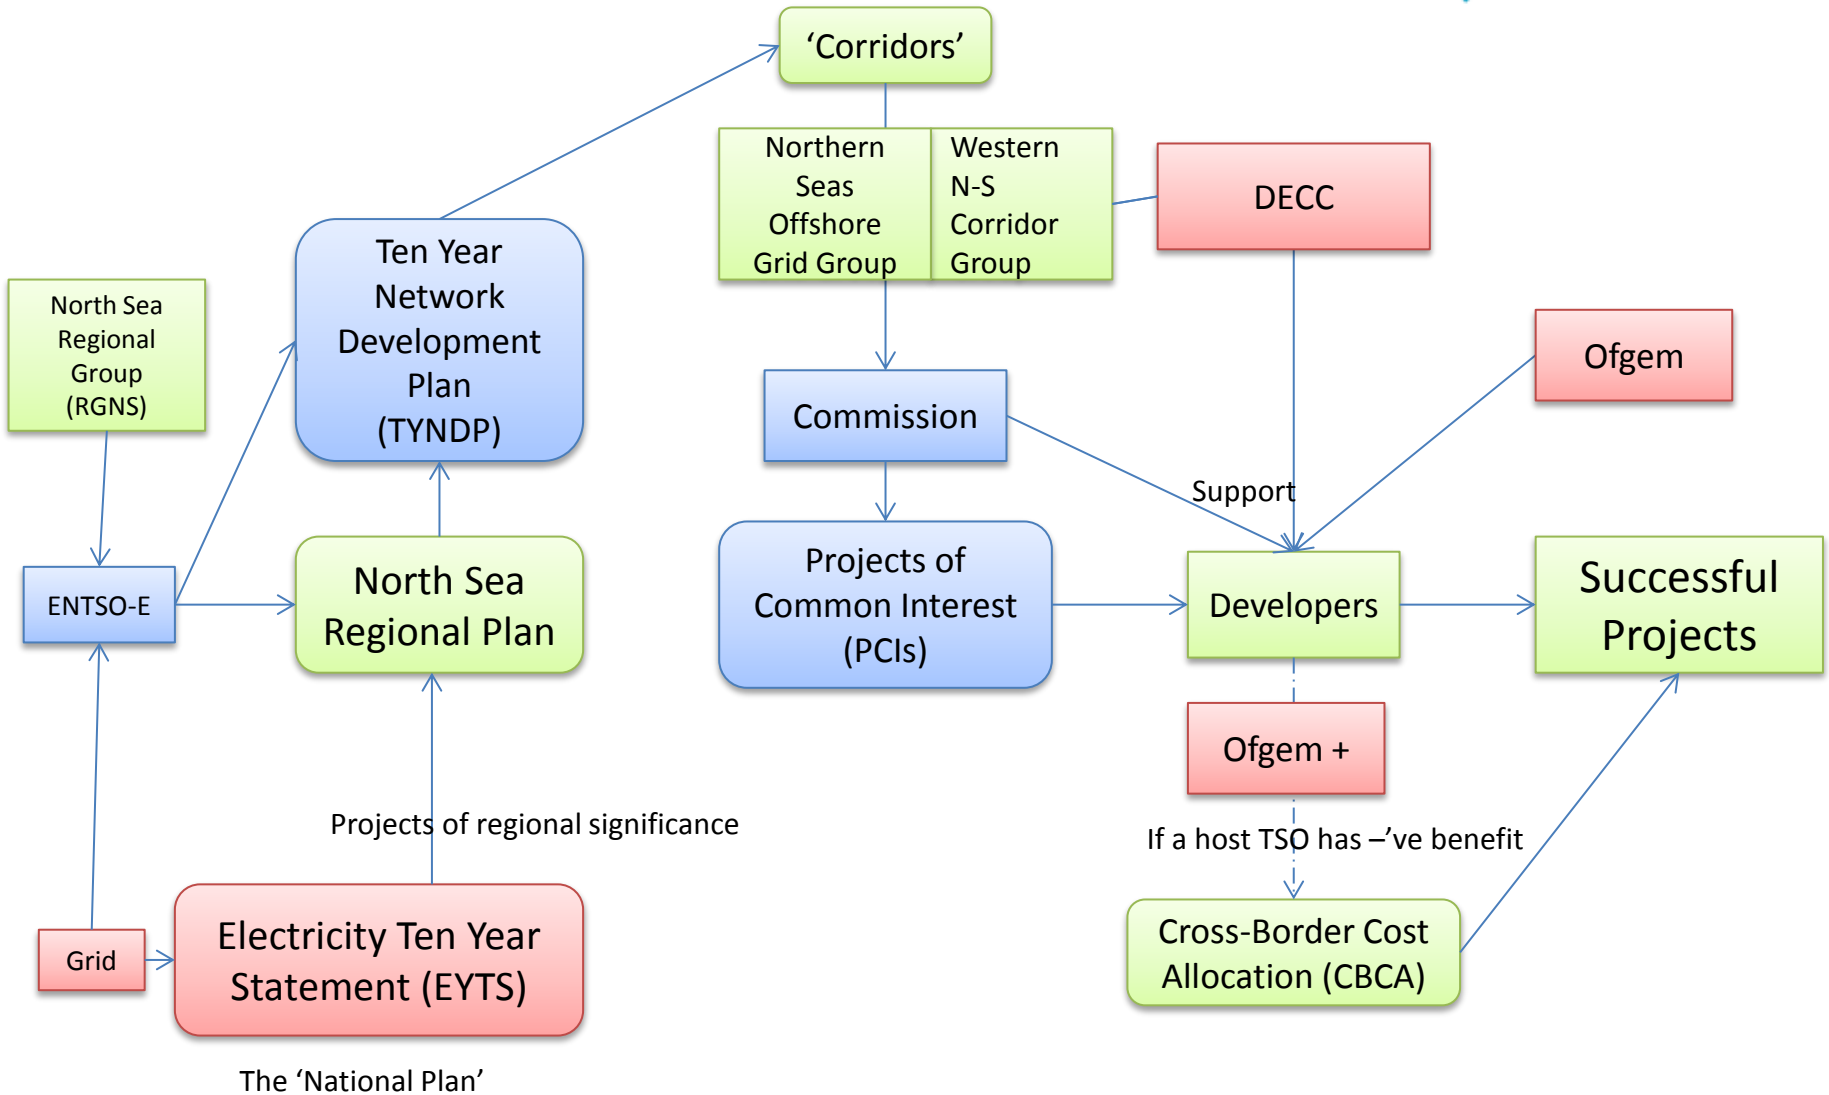 ‘Corridors’
Northern
Seas
Offshore
Grid Group
Western
N-S
Corridor
Group
DECC
Ten Year
Network
Development
Plan
(TYNDP)
North Sea
Regional
Group
(RGNS)
Ofgem
Commission
Support
ENTSO-E
North Sea
Regional Plan
Projects of
Common Interest
(PCIs)
Developers
Successful
Projects
Ofgem +
Projects of regional significance
If a host TSO has –’ve benefit
Grid
Electricity Ten Year
Statement (EYTS)
Cross-Border Cost
Allocation (CBCA)
The ‘National Plan’